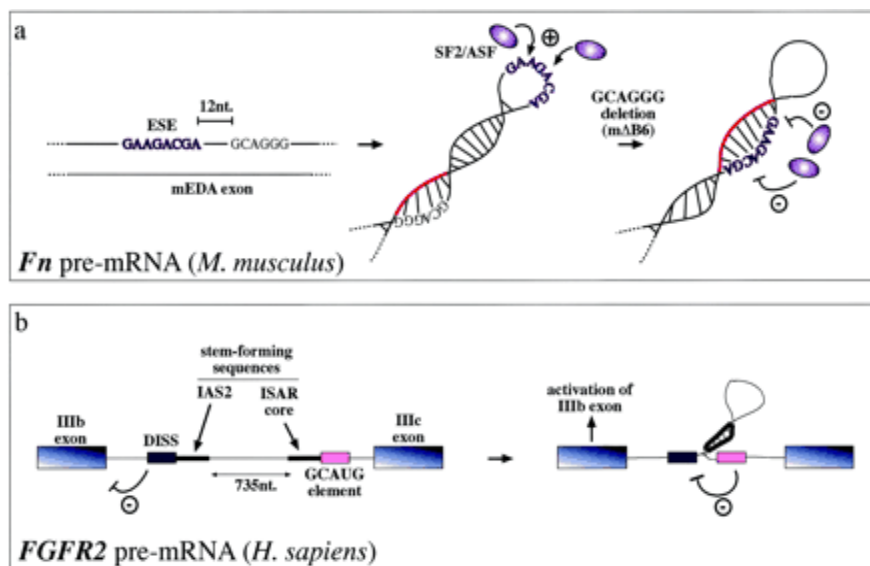 a
SF2/ASF
+
GAAGACGA
12nt.
ESE
GAAGACGA
GCAGGG
mEDA exon
GCAGGG
GCAGGG
deletion
(mΔB6)
GAAGACGA
-
-
Fn pre-mRNA (M. musculus)
b
stem-forming
sequences
IAS2
ISAR
core
IIIb
exon
DISS
IIIc
exon
735nt.
GCAUG
element
-
activation of
IIIb exon
-
FGFR2 pre-mRNA (H. sapiens)